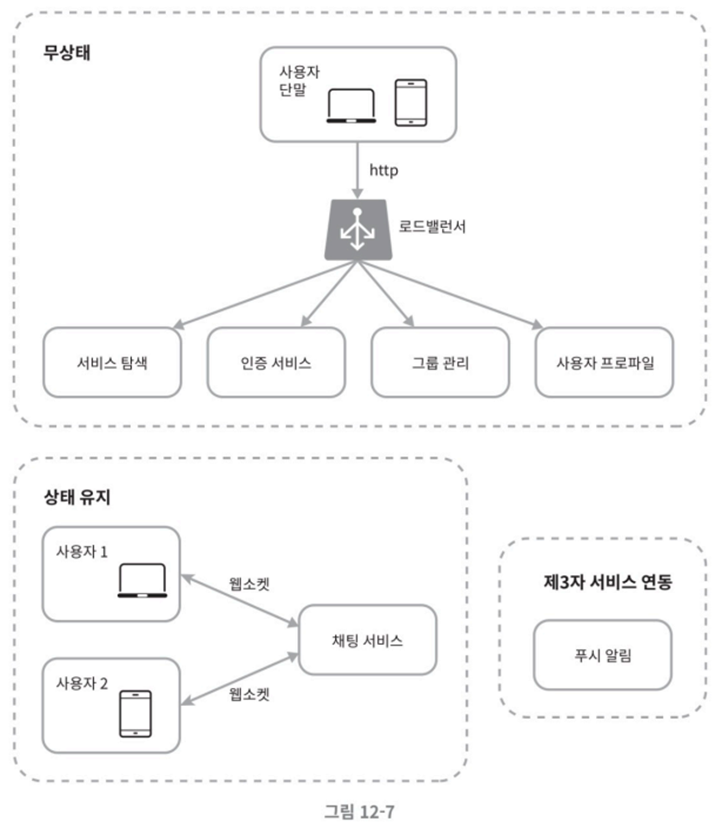 무상태
사용자
단말
http
로드밸런서
서비스 탐색
인증 서비스
그룹 관리
사용자 프로파일
상태 유지
사용자 1
웹소켓
채팅 서비스
사용자 2
웹소켓
제3자 서비스 연동
푸시 알림
그림 12-7